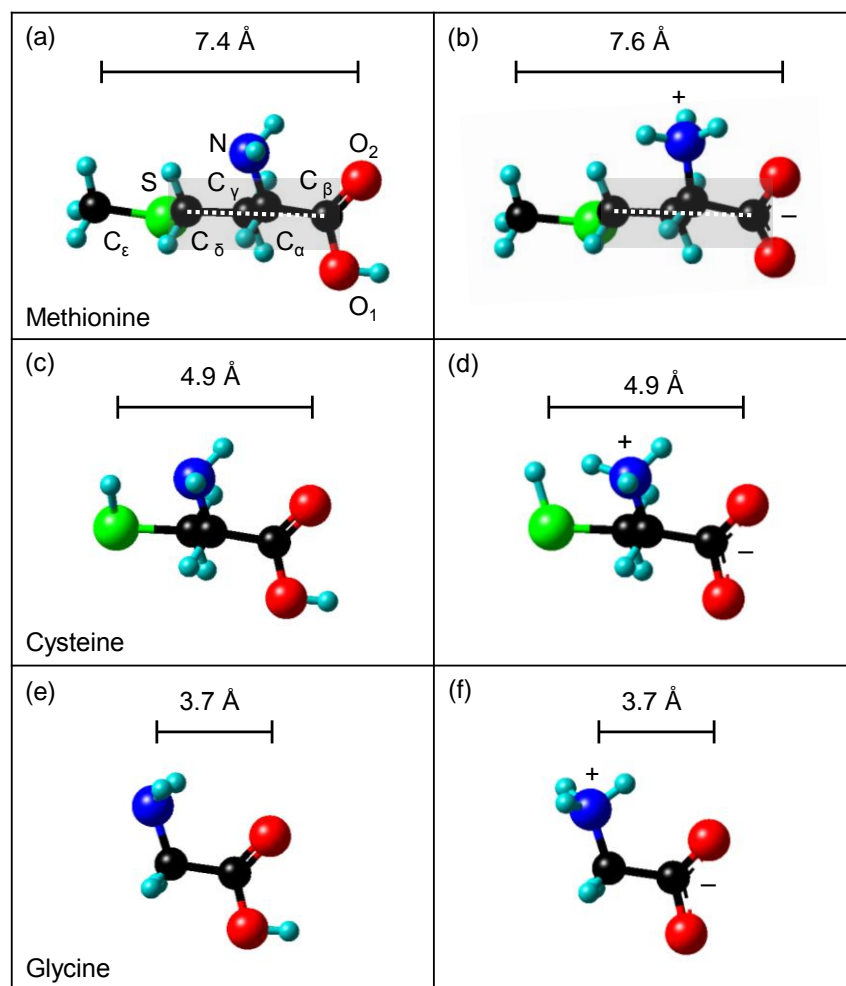 (a)
7.4 Å
N
O2
S
Cγ
Cβ
Cε
Cδ
Cα
O1
Methionine
(b)
7.6 Å
+
–
(c)
4.9 Å
Cysteine
(d)
4.9 Å
+
–
(e)
3.7 Å
Glycine
(f)
3.7 Å
+
–